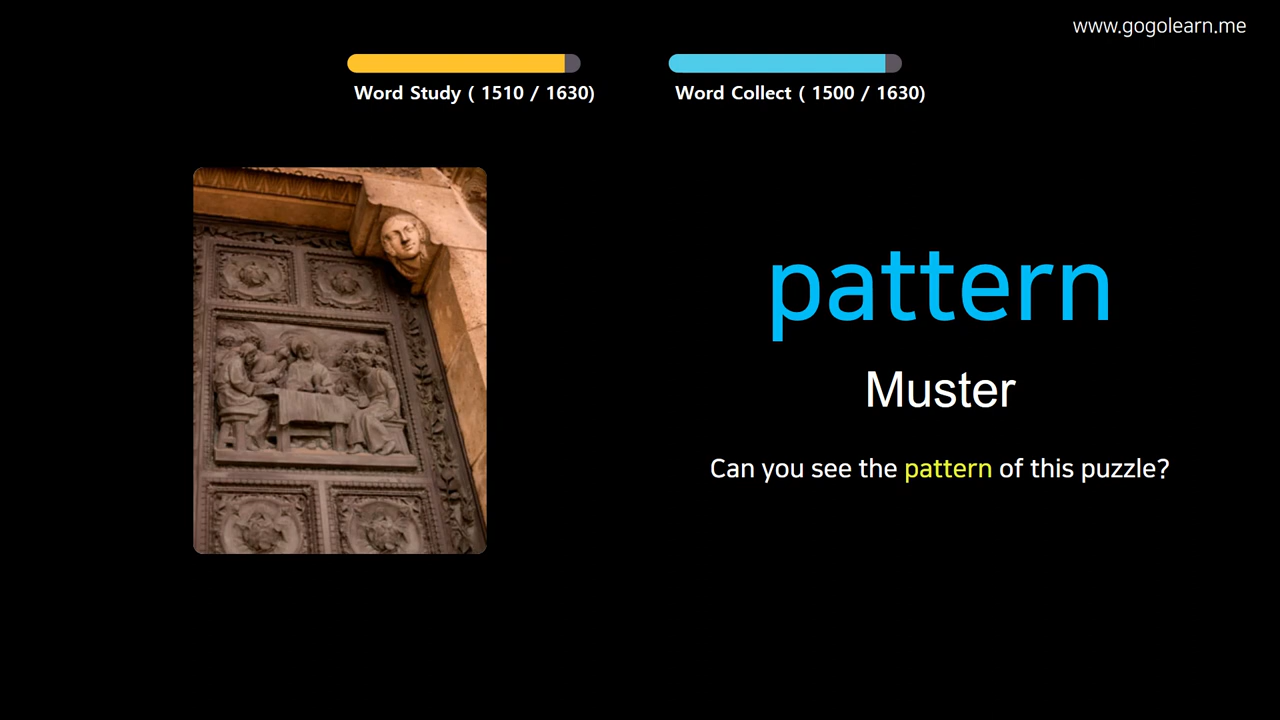 www.gogolearn.me
Word Study ( 1510 / 1630)
Word Collect ( 1500 / 1630)
pattern
Muster
Can you see the pattern of this puzzle?